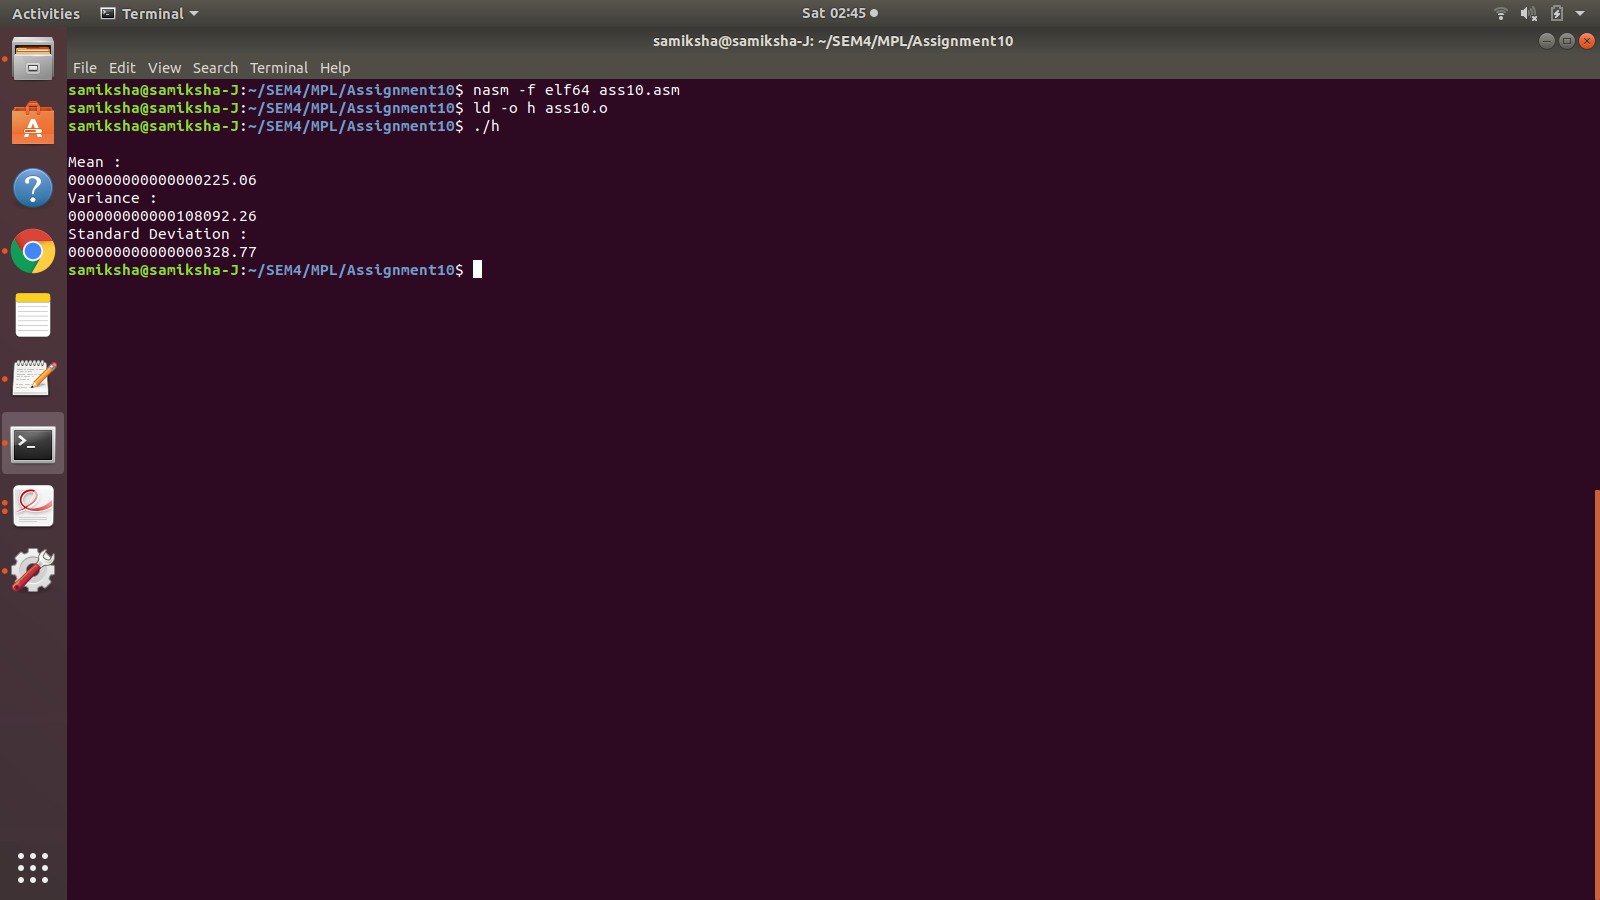 Activities Terminal Sat 02:45
samiksha@samiksha-J: ~/SEM4/MPL/Assignment10
File Edit View Search Terminal Help
samiksha@samiksha-J:~/SEM4/MPL/Assignment10$ nasm -f elf64 ass10.asm
samiksha@samiksha-J:~/SEM4/MPL/Assignment10$ ld -o h ass10.o
samiksha@samiksha-J:~/SEM4/MPL/Assignment10$ ./h
Mean :
000000000000000225.06
Variance :
000000000000108092.26
Standard Deviation :
000000000000000328.77
samiksha@samiksha-J:~/SEM4/MPL/Assignment10$